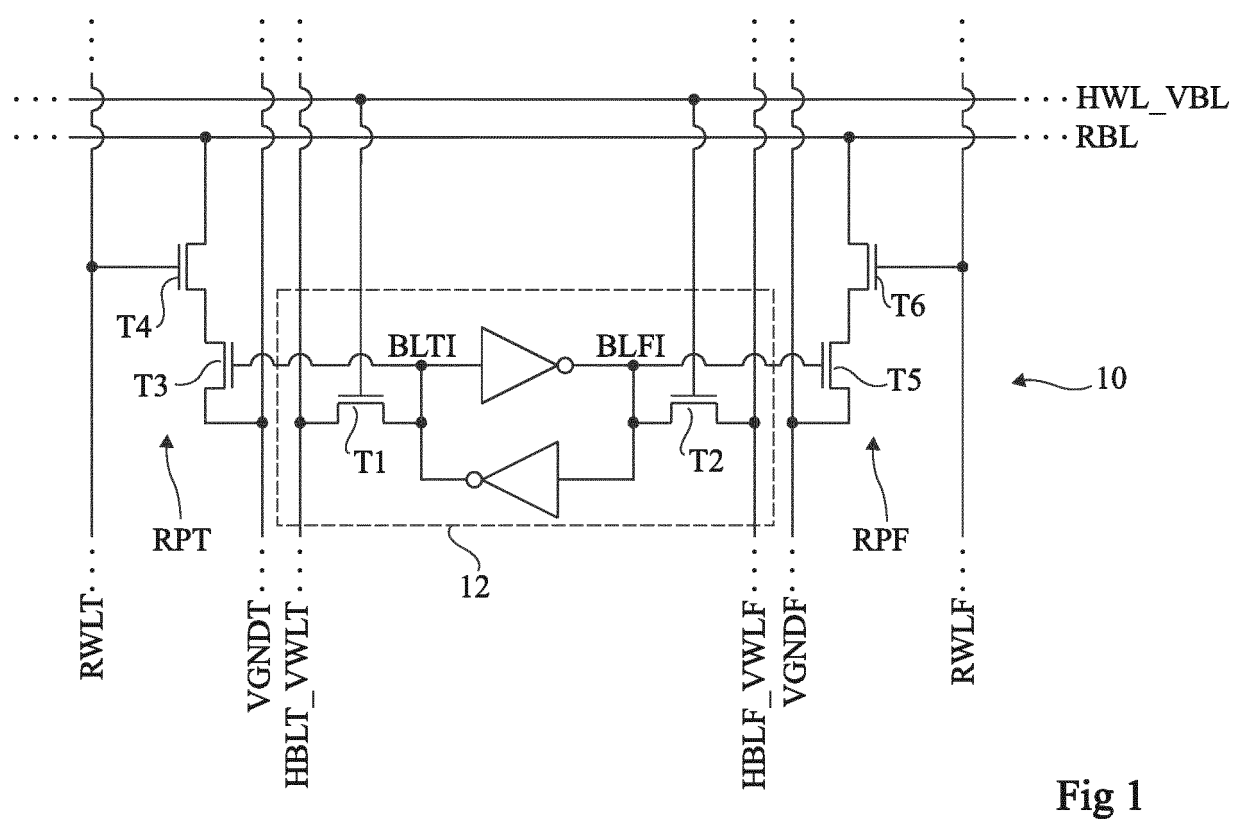 HWL_VBL
RBL
T4
T6
BLTI
BLFI
T3
T5
10
T1
T2
RPT
RPF
12
RWLT
VGNDT
HBLT_VWLT
HBLF_VWLF
VGNDF
RWLF
Fig 1